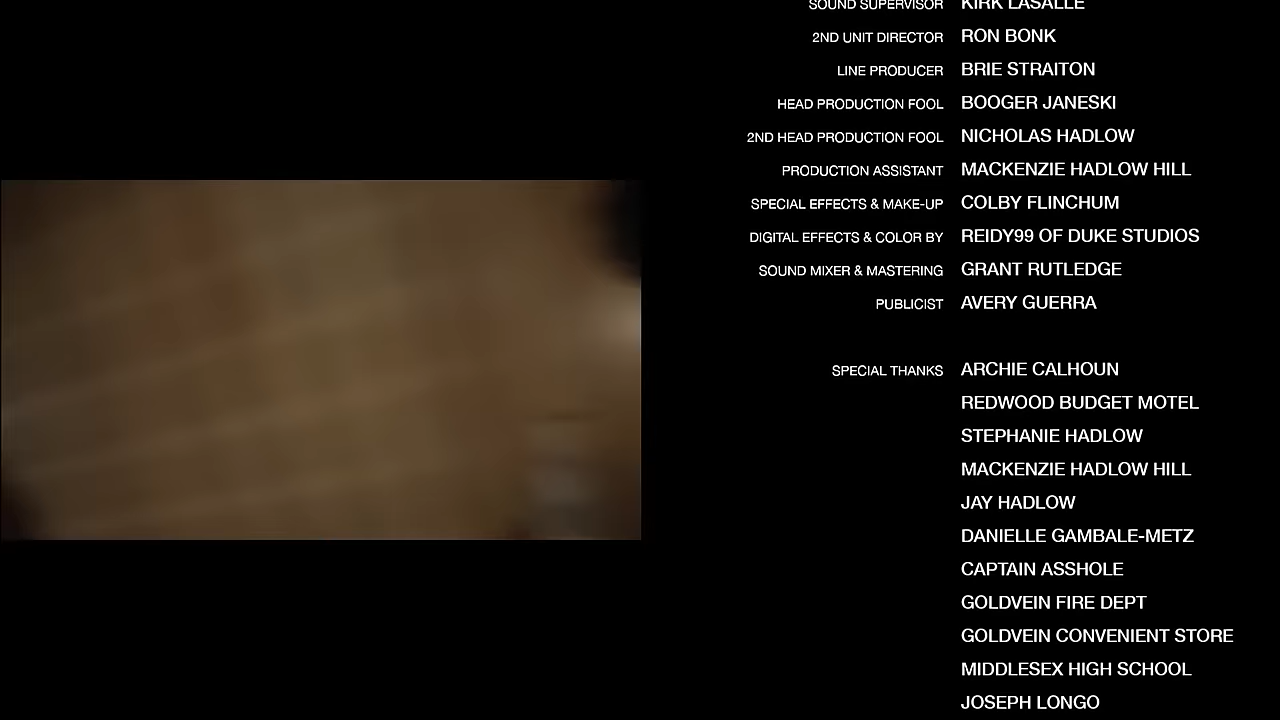 SOUND SUPERVISOR KIRK LASALLE
2ND UNIT DIRECTOR RON BONK
LINE PRODUCER BRIE STRAITON
HEAD PRODUCTION FOOL BOOGER JANESKI
2ND HEAD PRODUCTION FOOL NICHOLAS HADLOW
PRODUCTION ASSISTANT MACKENZIE HADLOW HILL
SPECIAL EFFECTS & MAKE-UP COLBY FLINCHUM
DIGITAL EFFECTS & COLOR BY REIDY99 OF DUKE STUDIOS
SOUND MIXER & MASTERING GRANT RUTLEDGE
PUBLICIST AVERY GUERRA
SPECIAL THANKS ARCHIE CALHOUN
REDWOOD BUDGET MOTEL
STEPHANIE HADLOW
MACKENZIE HADLOW HILL
JAY HADLOW
DANIELLE GAMBALE-METZ
CAPTAIN ASSHOLE
GOLDVEIN FIRE DEPT
GOLDVEIN CONVENIENT STORE
MIDDLESEX HIGH SCHOOL
JOSEPH LONGO